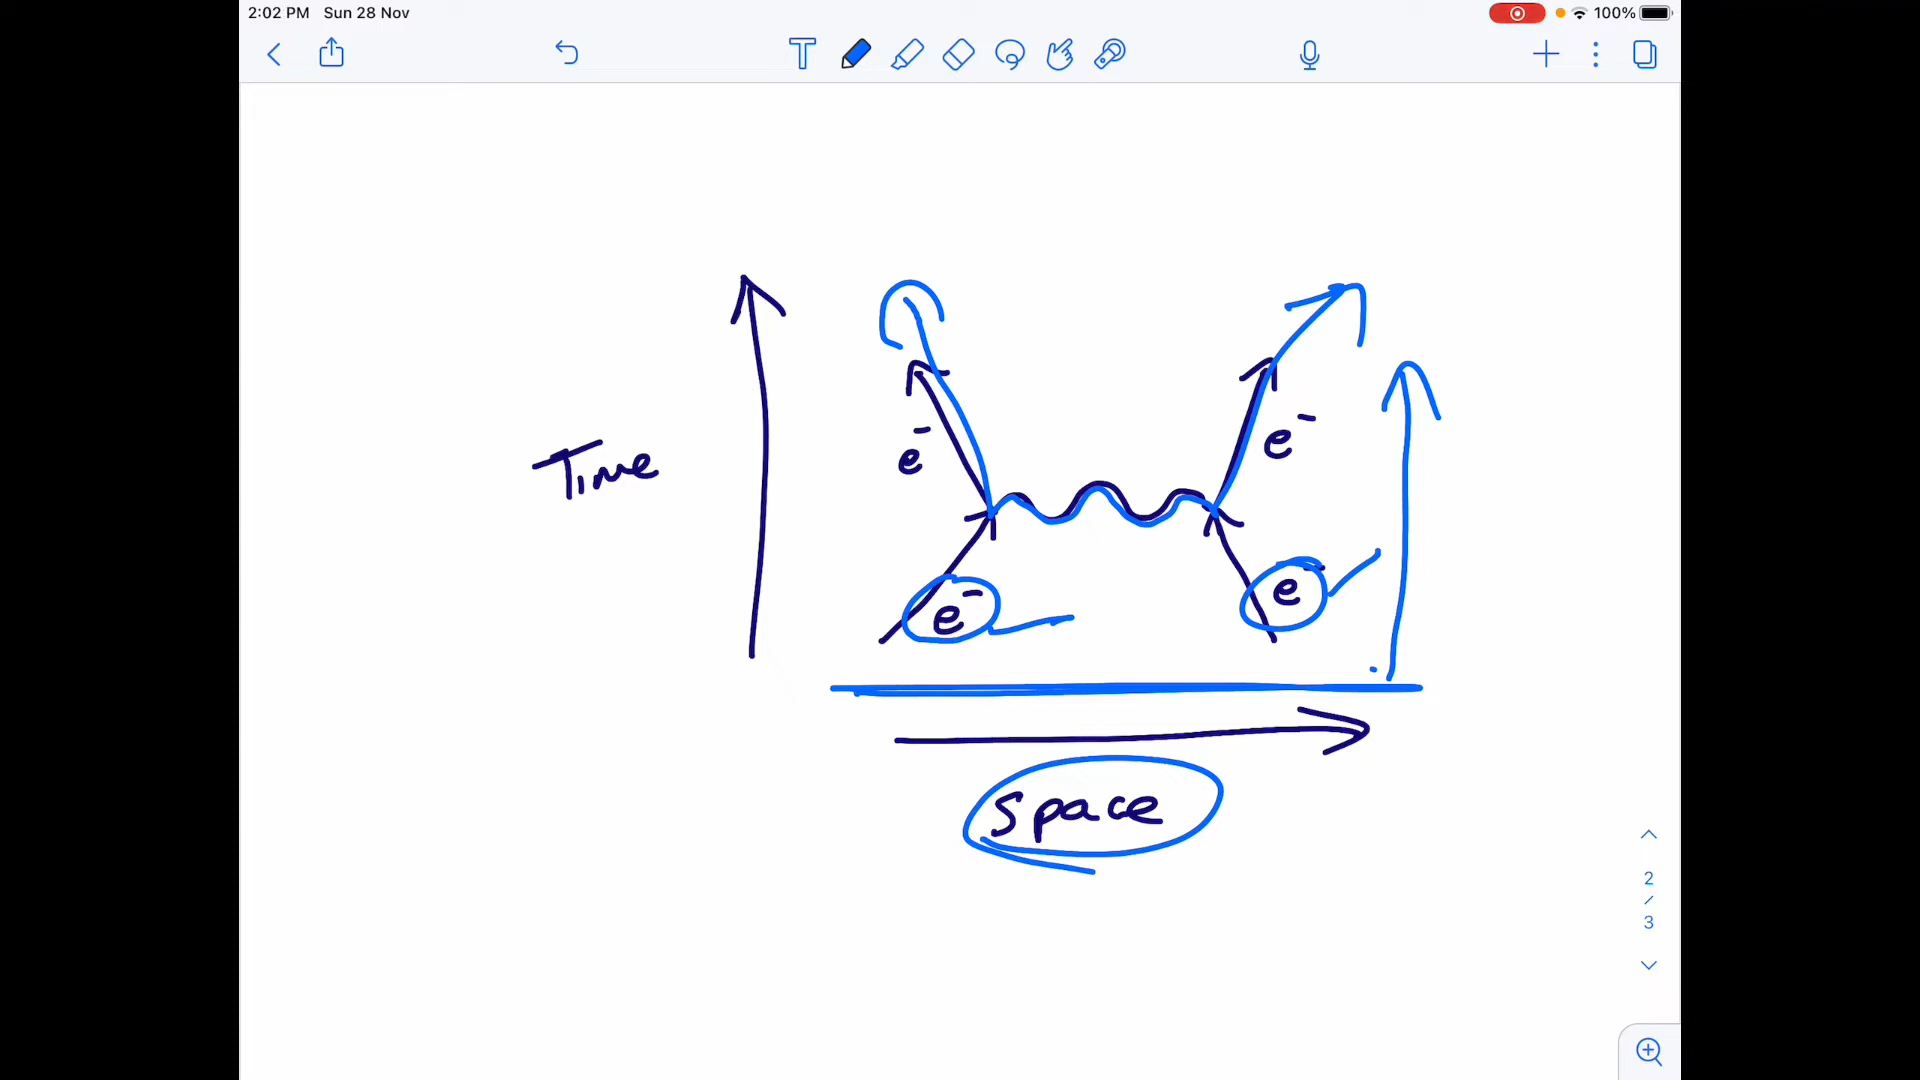 2:02 PM Sun 28 Nov
100%
T
e⁻ e⁻
Time
e⁻ e⁻
space
2
/
3